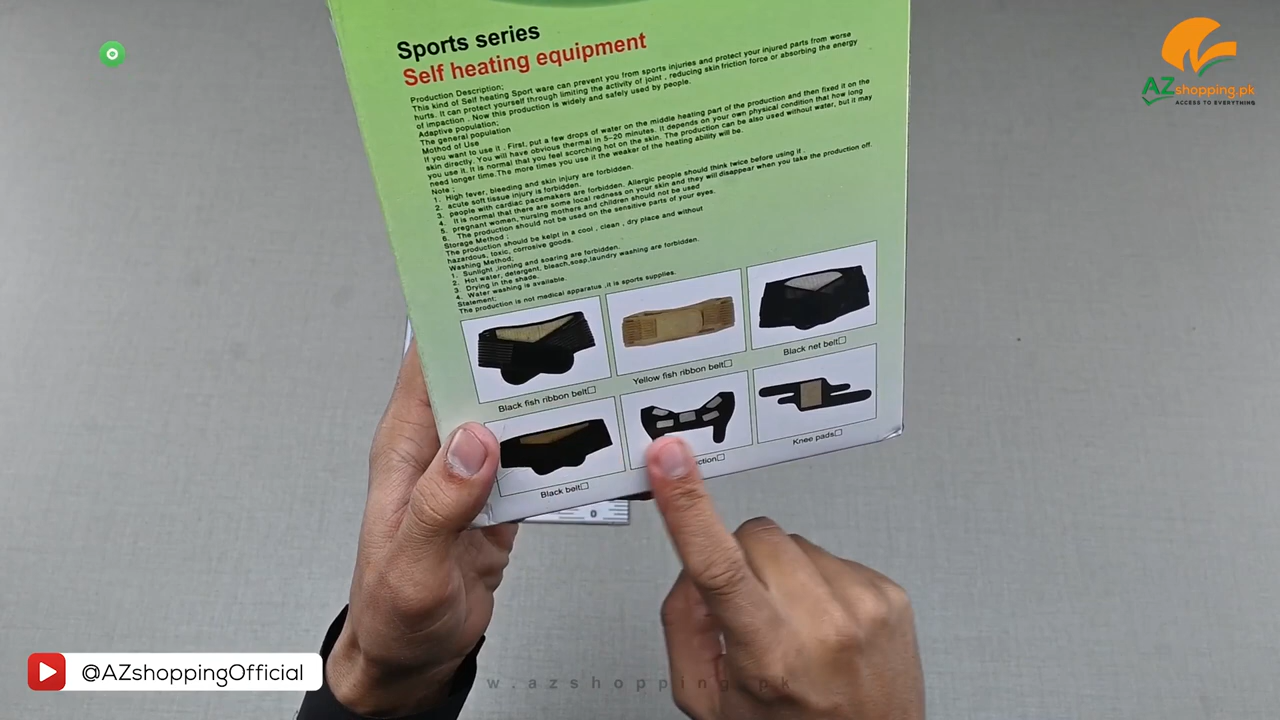 Sports series
Self heating equipment
Production Description;
This kind of Self heating Sport ware can prevent you from sports injuries and protect your injured parts from worse
hurts. It can protect yourself through limiting the activity of joint , reducing skin friction force or absorbing the energy
of impaction . Now this production is widely and safely used by people.
Adaptive population;
The general population
Mothod of Use
If you want to use it . First, put a few drops of water on the middle heating part of the production and then fixed it on the
skin directly. You will have obvious thermal in 5-20 minutes. It depends on your own physical condition that how long
you use it. It is normal that you feel scorching hot on the skin. The production can be also used without water, but it may
need longer time.The more times you use it the weaker of the heating ability will be.
Note ;
1. High fever, bleeding and skin injury are forbidden.
2. acute soft tissue injury is forbidden.
3. people with cardiac pacemakers are forbidden. Allergic people should think twice before using it .
4. It is normal that there are some local redness on your skin and they will disappear when you take the production off.
5. pregnant women, nursing mothers and children should not be used
6. The production should not be used on the sensitive parts of your eyes.
Storage Method ;
The production should be kelpt in a cool , clean , dry place and without
hazardous, toxic, corrosive goods.
Washing Method;
1. Sunlight ,ironing and soaring are forbidden.
2. Hot water, detergent, bleach,soap,laundry washing are forbidden.
3. Drying in the shade.
4. Water washing is available.
Statement;
The production is not medical apparatus ,it is sports supplies.
Black fish ribbon belt□
Yellow fish ribbon belt□
Black net belt□
Black belt□
ction□
Knee pads□
0
AZshopping.pk
ACCESS TO EVERYTHING
@AZshoppingOfficial
w.azshopping.pk